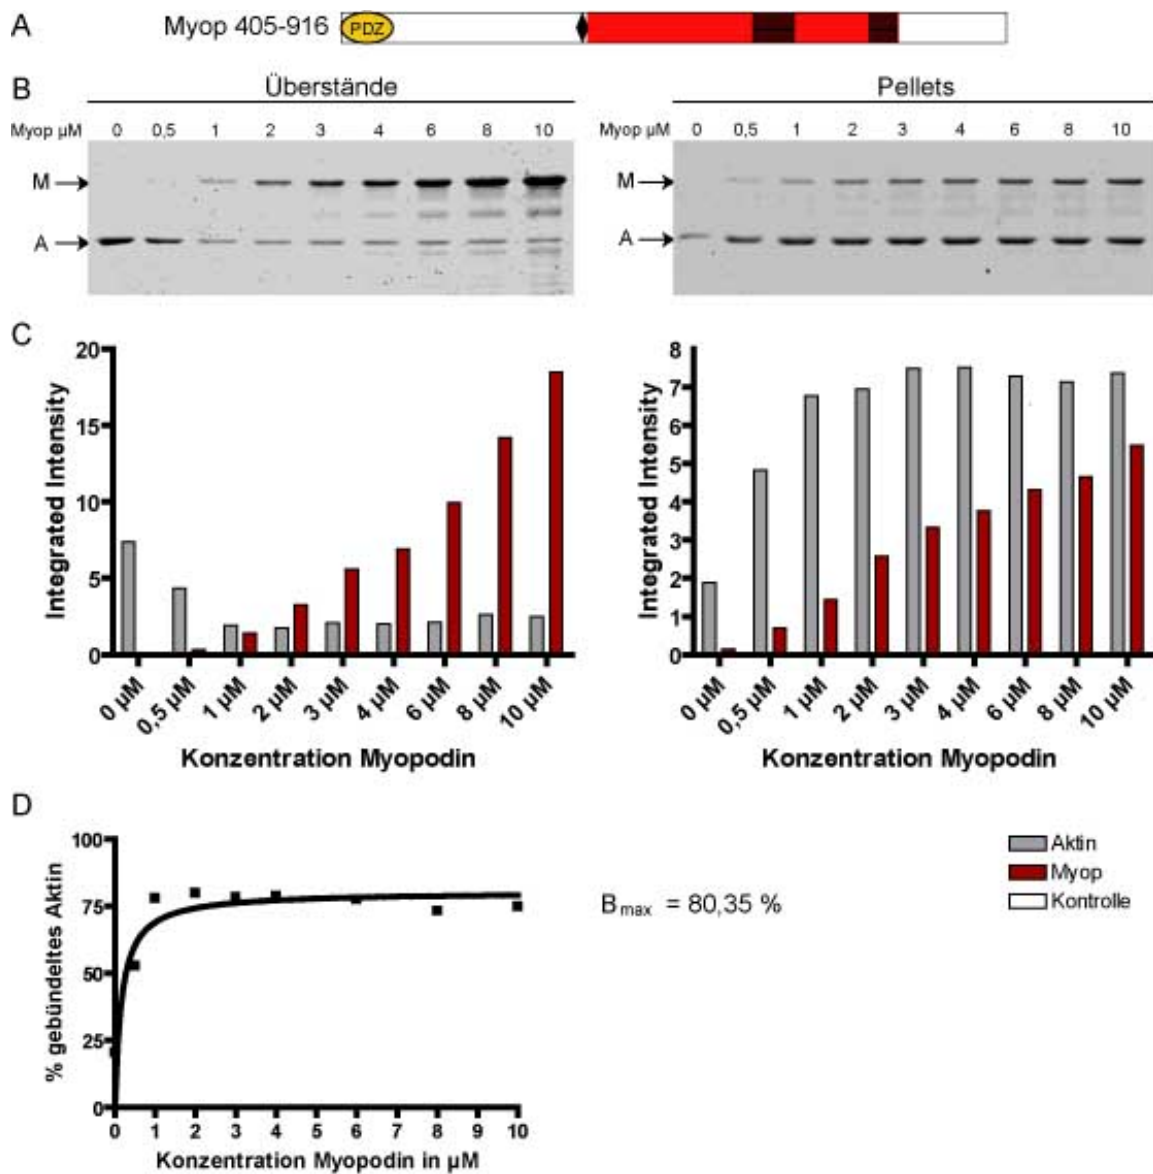 A
Myop 405-916
PDZ
B
Überstände
Myop µM 0 0,5 1 2 3 4 6 8 10
M
A
Pellets
Myop µM 0 0,5 1 2 3 4 6 8 10
M
A
C
Integrated Intensity
20
15
10
5
0
0 µM 0,5 µM 1 µM 2 µM 3 µM 4 µM 6 µM 8 µM 10 µM
Konzentration Myopodin
Integrated Intensity
8
7
6
5
4
3
2
1
0
0 µM 0,5 µM 1 µM 2 µM 3 µM 4 µM 6 µM 8 µM 10 µM
Konzentration Myopodin
D
% gebündeltes Aktin
100
75
50
25
0
0 1 2 3 4 5 6 7 8 9 10
Konzentration Myopodin in µM
Bmax = 80,35 %
Aktin
Myop
Kontrolle